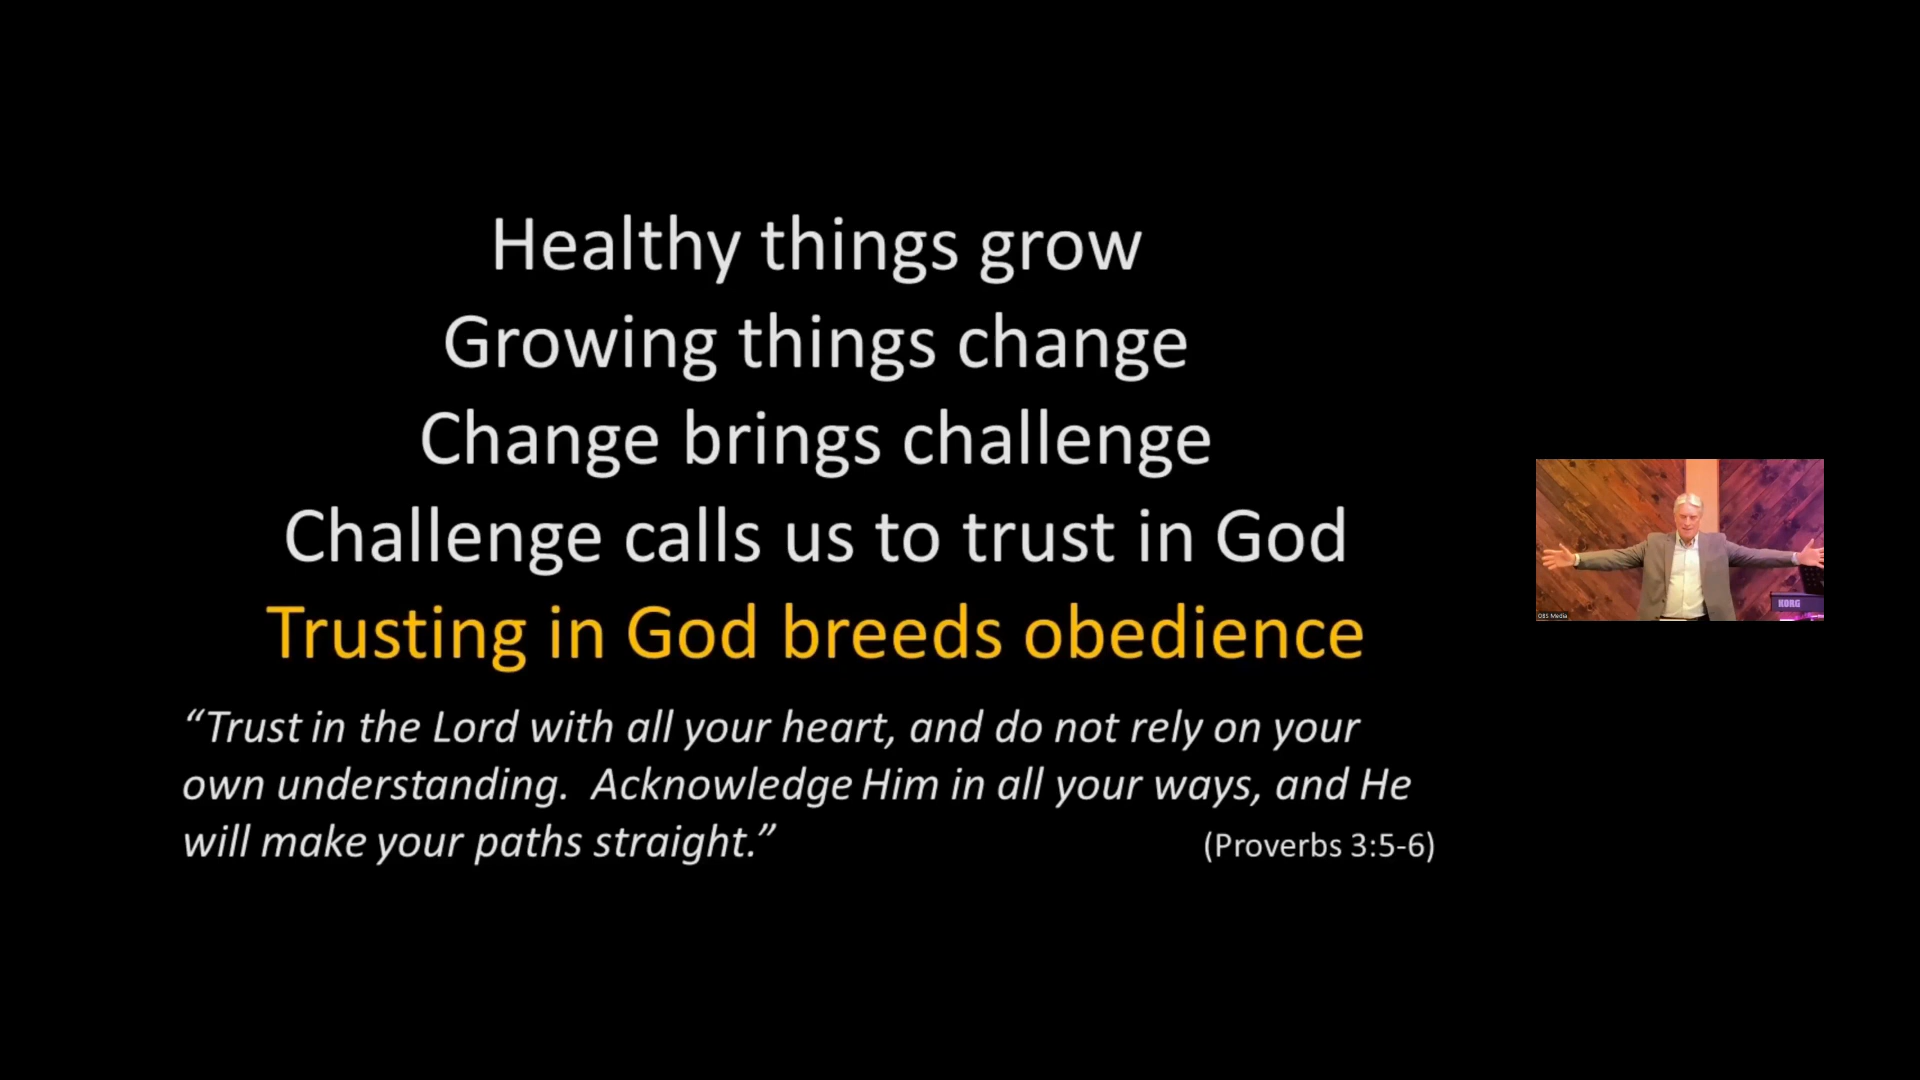 Healthy things grow
Growing things change
Change brings challenge
Challenge calls us to trust in God
Trusting in God breeds obedience
“Trust in the Lord with all your heart, and do not rely on your
own understanding.  Acknowledge Him in all your ways, and He
will make your paths straight.”
(Proverbs 3:5-6)
KORG
OBS Media